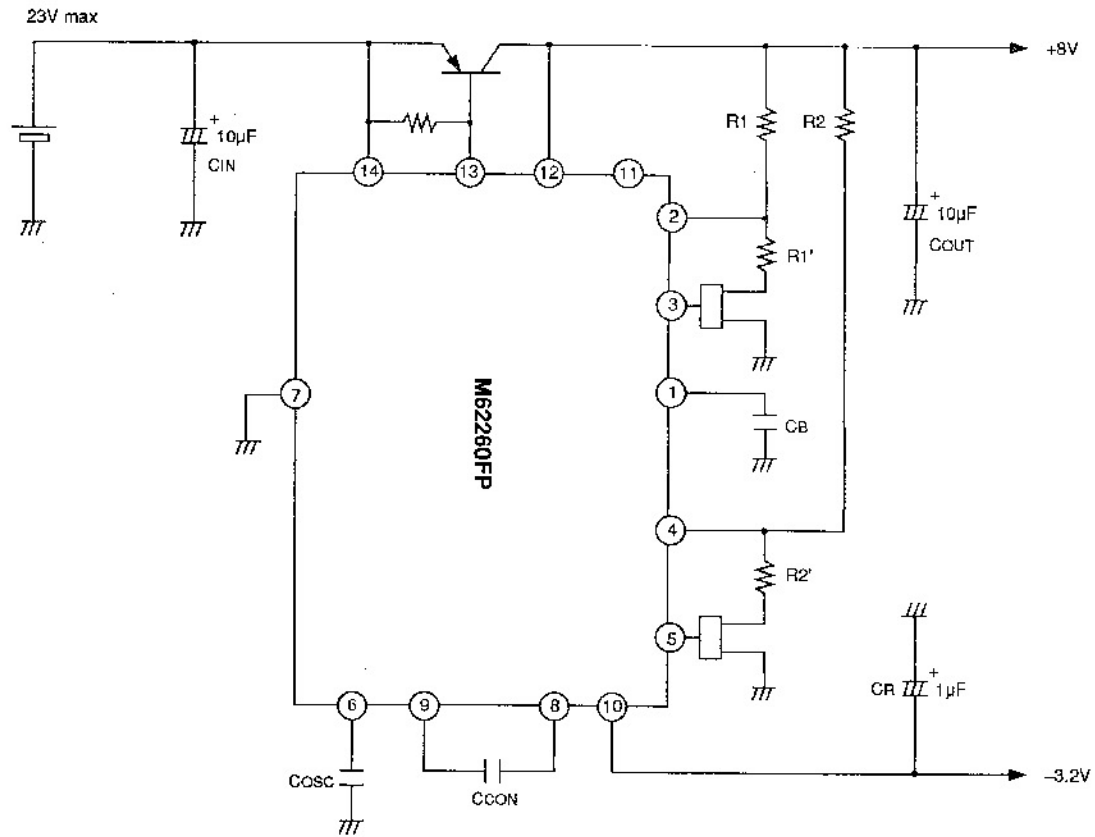 23V max
+8V
+
10μF
CIN
R1
R2
14
13
12
11
2
+
10μF
COUT
R1'
3
7
1
M62260FP
CB
4
R2'
5
CR
+
1μF
6
9
8
10
COSC
CCON
–3.2V